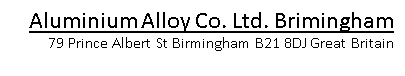 Aluminium Alloy Co. Ltd. Brimingham
79 Prince Albert St Birmingham B21 8DJ Great Britain